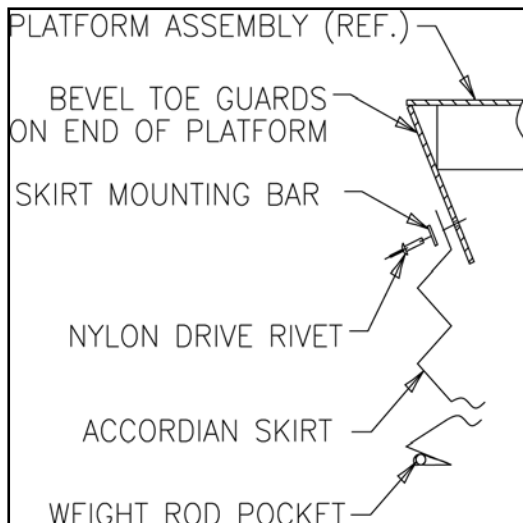 PLATFORM ASSEMBLY (REF.)
BEVEL TOE GUARDS
ON END OF PLATFORM
SKIRT MOUNTING BAR
NYLON DRIVE RIVET
ACCORDIAN SKIRT
WEIGHT ROD POCKET